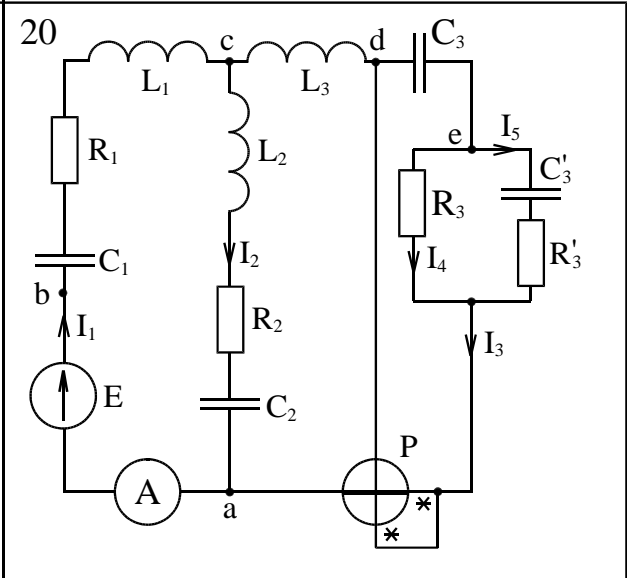 20
c
d
C₃
L₁
L₃
e
I₅
R₁
L₂
C'₃
R₃
I₂
I₄
R'₃
C₁
b
I₁
R₂
I₃
E
C₂
P
A
a
*
*